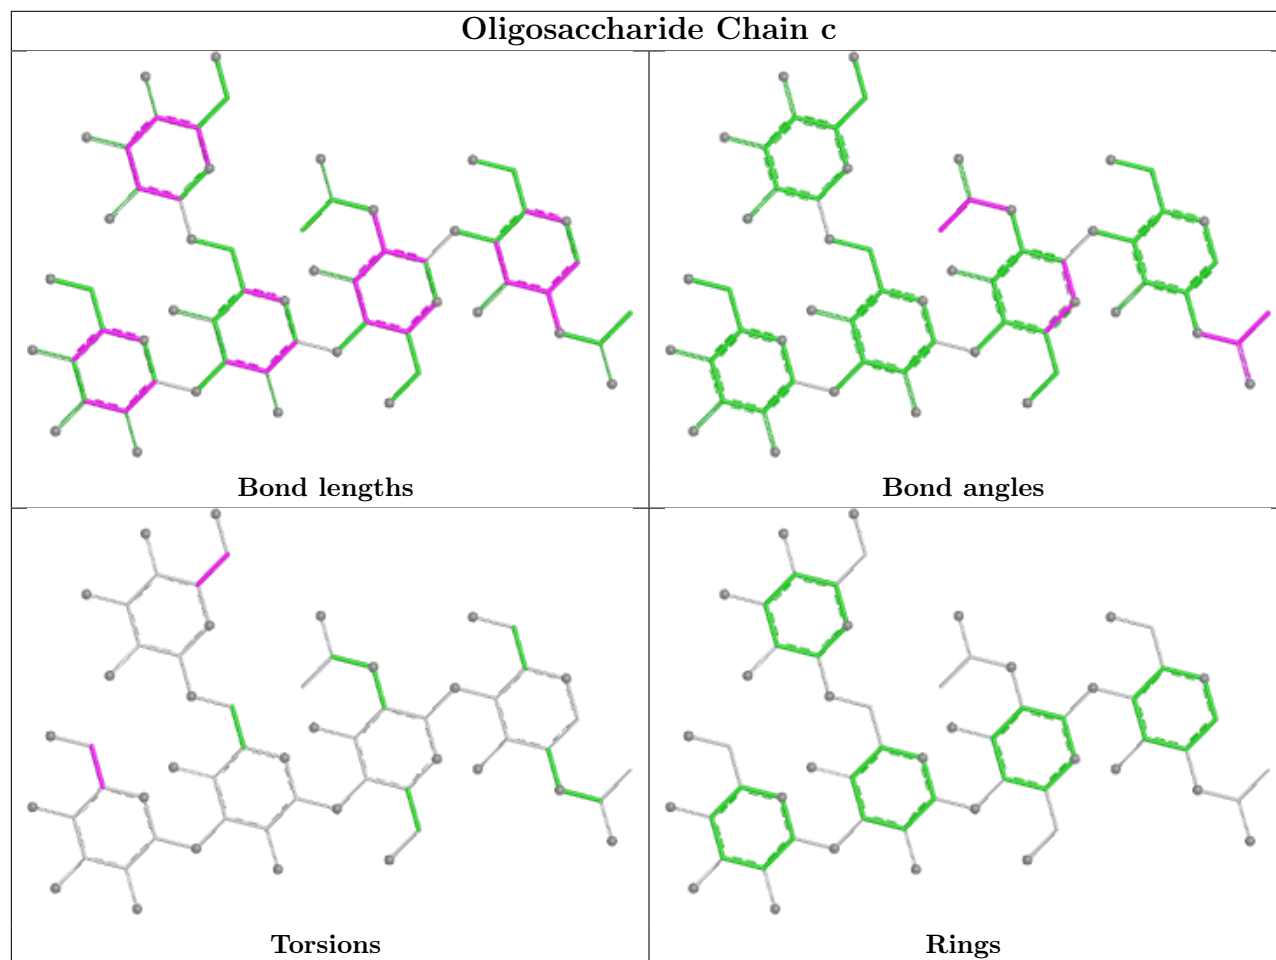 Oligosaccharide Chain c
Bond lengths
Bond angles
Torsions
Rings